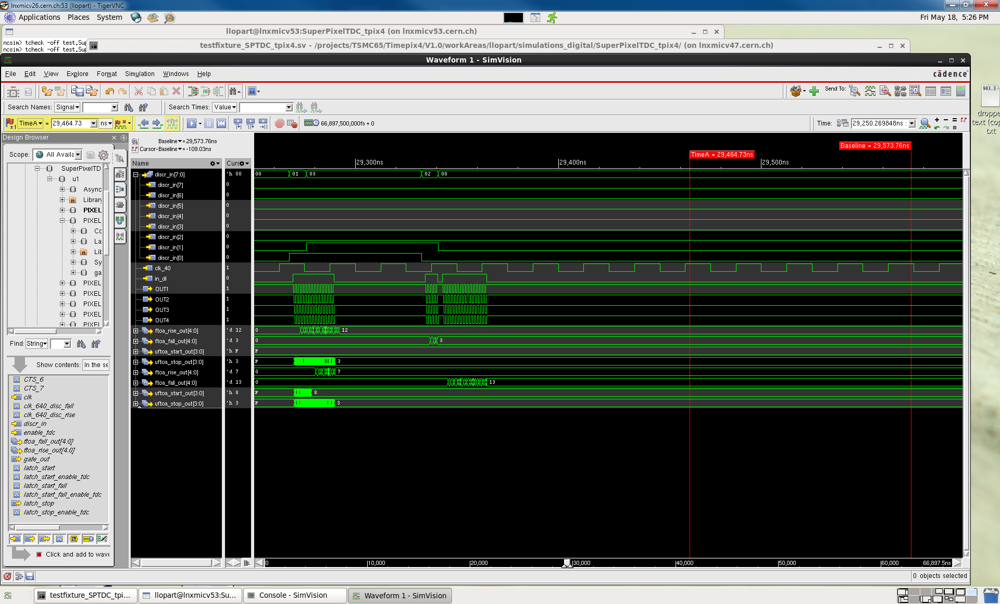 lnxmicv26.cern.ch:53 (llopart) - TigerVNC
Applications Places System
Fri May 18, 5:26 PM
llopart@lnxmicv53:SuperPixelTDC_tpix4 (on lnxmicv53.cern.ch)
ncsim> tcheck -off test.Sup
ncsim> tcheck -off test.Sup
testfixture_SPTDC_tpix4.sv - /projects/TSMC65/Timepix4/V1.0/workAreas/llopart/simulations_digital/SuperPixelTDC_tpix4/ (on lnxmicv47.cern.ch)
Waveform 1 - SimVision
File Edit View Explore Format Simulation Windows Help
cādence
Send To:
903.3
Search Names: Signal
Search Times: Value
droppe
text (cop
txt
TimeA = 29,464.73 ns
66,897,500,000fs + 0
Time: 29,250.269848ns :
Design Browser
Scope: All Availa
SuperPixelTD
u1
Async
Library
PIXEL
PIXEL
Cc
La
Lib
Sy
ga
PIXEL
PIXEL
PIXEL
PIXEL
PIXEL
Find: String
Show contents: In the se
CTS_6
CTS_7
clk
clk_640_disc_fall
clk_640_disc_rise
discr_in
enable_tdc
ftoa_fall_out[4:0]
ftoa_rise_out[4:0]
gate_out
latch_start
latch_start_enable_tdc
latch_start_fall
latch_start_fall_enable_tdc
latch_stop
latch_stop_enable_tdc
Click and add to wave
Baseline = 29,573.76ns
Cursor-Baseline = -109.03ns
Baseline = 29,573.76ns
TimeA = 29,464.73ns
Name Curs 29,300ns 29,400ns 29,500ns
discr_in[7:0] 'h 00 00 01 03 02 00
discr_in[7] 0
discr_in[6] 0
discr_in[5] 0
discr_in[4] 0
discr_in[3] 0
discr_in[2] 0
discr_in[1] 0
discr_in[0] 0
clk_40 1
in_dl 0
OUT1 1
OUT2 1
OUT3 1
OUT4 1
ftoa_rise_out[4:0] 'd 12 0 12
ftoa_fall_out[4:0] 'd 3 0 3
uftoa_start_out[3:0] 'h F F
uftoa_stop_out[3:0] 'h 3 F 3
ftoa_rise_out[4:0] 'd 7 0 7
ftoa_fall_out[4:0] 'd 13 0 13
uftoa_start_out[3:0] 'h 8 F 8
uftoa_stop_out[3:0] 'h 3 F 3
0 10,000 20,000 30,000 40,000 50,000 60,000 66,897.5ns
0 objects selected
testfixture_SPTDC_tpi... llopart@lnxmicv53:Su... Console - SimVision Waveform 1 - SimVision